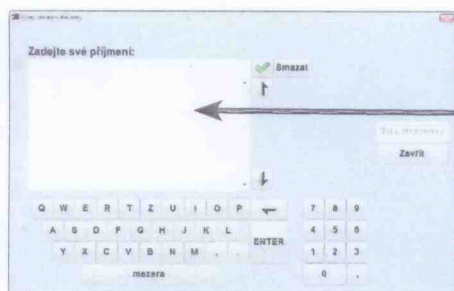 Zadejte své příjmení:
Smazat
Zavřít
Q W E R T Z U I O P
7 8 9
A S D F G H J K L
ENTER
4 5 6
Y X C V B N M , .
1 2 3
mezera
0 ,